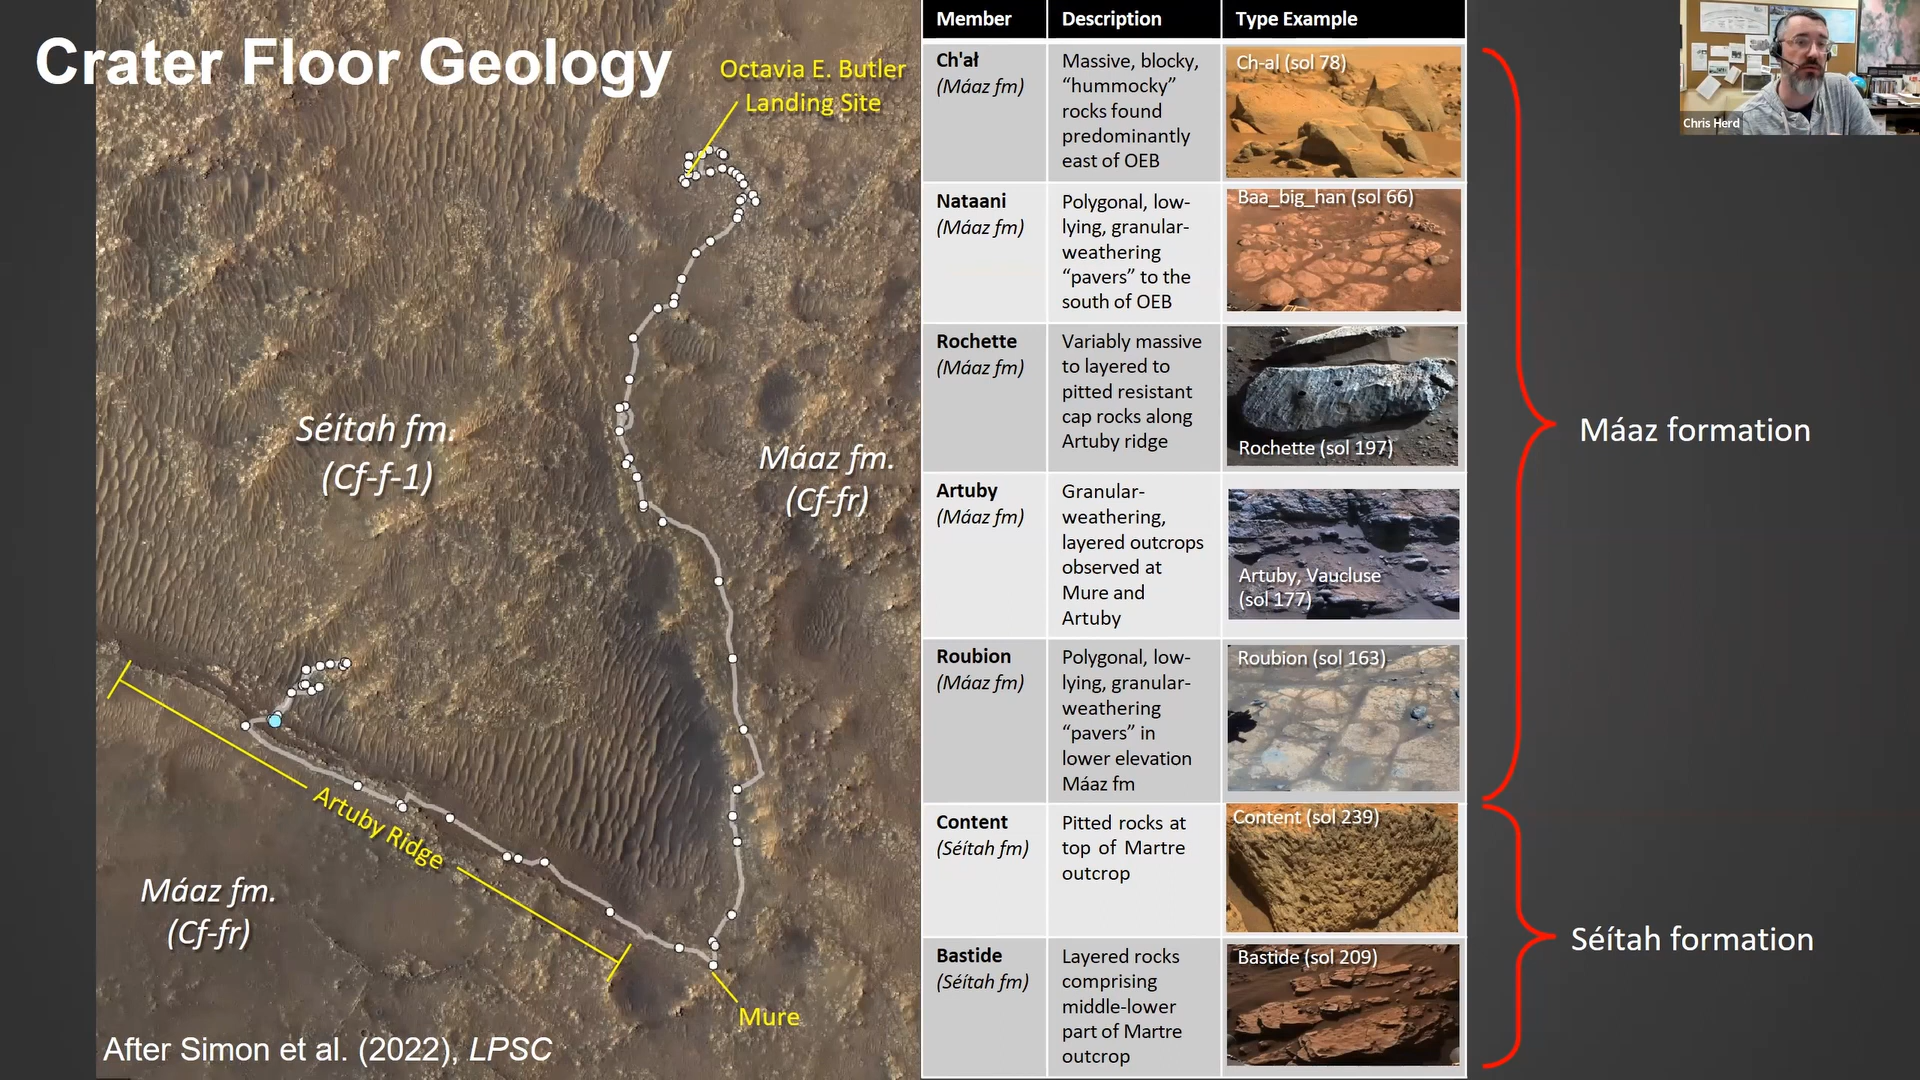 Crater Floor Geology
Octavia E. Butler
Landing Site
Séítah fm.
(Cf-f-1)
Máaz fm.
(Cf-fr)
Artuby Ridge
Máaz fm.
(Cf-fr)
Mure
After Simon et al. (2022), LPSC
Member Description Type Example
Ch'ał
(Máaz fm)
Massive, blocky,
“hummocky”
rocks found
predominantly
east of OEB
Ch-al (sol 78)
Nataani
(Máaz fm)
Polygonal, low-
lying, granular-
weathering
“pavers” to the
south of OEB
Baa_big_han (sol 66)
Rochette
(Máaz fm)
Variably massive
to layered to
pitted resistant
cap rocks along
Artuby ridge
Rochette (sol 197)
Artuby
(Máaz fm)
Granular-
weathering,
layered outcrops
observed at
Mure and
Artuby
Artuby, Vaucluse
(sol 177)
Roubion
(Máaz fm)
Polygonal, low-
lying, granular-
weathering
“pavers” in
lower elevation
Máaz fm
Roubion (sol 163)
Content
(Séítah fm)
Pitted rocks at
top of Martre
outcrop
Content (sol 239)
Bastide
(Séítah fm)
Layered rocks
comprising
middle-lower
part of Martre
outcrop
Bastide (sol 209)
Máaz formation
Séítah formation
Chris Herd